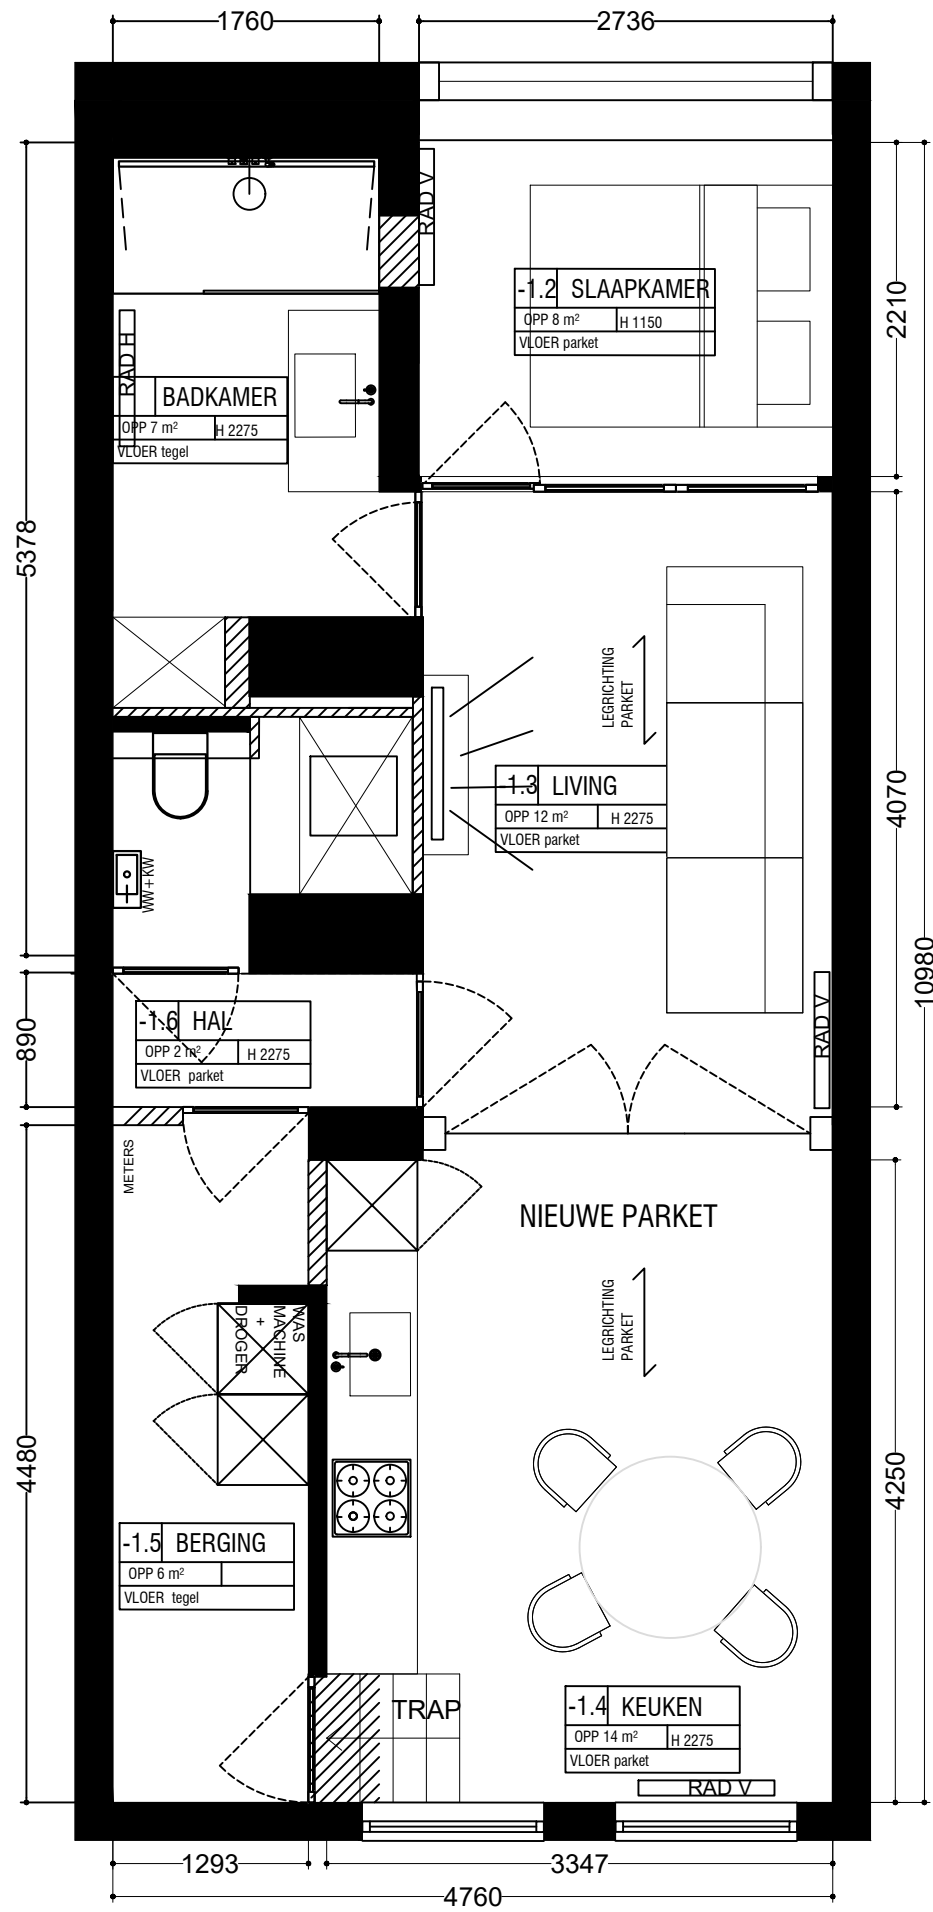 1760
2736
RAD V
-1.2 SLAAPKAMER
OPP 8 m² H 1150
VLOER parket
2210
RAD H
BADKAMER
OPP 7 m² H 2275
VLOER tegel
5378
LEGRICHTING
PARKET
-1.3 LIVING
OPP 12 m² H 2275
VLOER parket
4070
WW+KW
10980
RAD V
-1.6 HAL
OPP 2 m² H 2275
VLOER parket
890
METERS
NIEUWE PARKET
LEGRICHTING
PARKET
WAS
MACHINE
+
DROGER
4480
4250
-1.5 BERGING
OPP 6 m²
VLOER tegel
TRAP
-1.4 KEUKEN
OPP 14 m² H 2275
VLOER parket
RAD V
1293
3347
4760